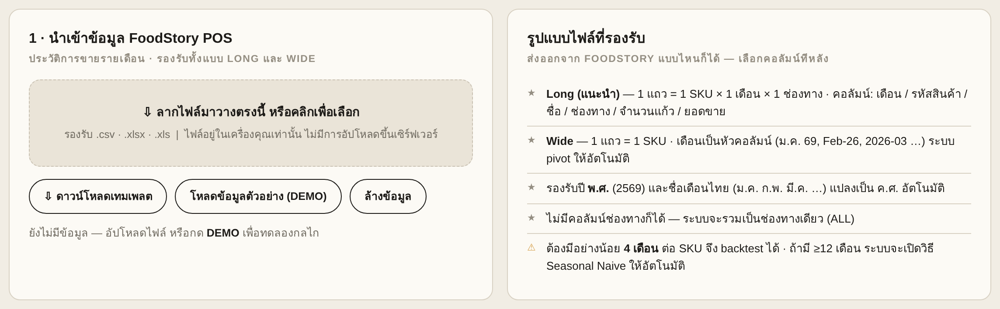 1 · นำเข้าข้อมูล FoodStory POS
ประวัติการขายรายเดือน · รองรับทั้งแบบ LONG และ WIDE
⇩ ลากไฟล์มาวางตรงนี้ หรือคลิกเพื่อเลือก
รองรับ .csv · .xlsx · .xls | ไฟล์อยู่ในเครื่องคุณเท่านั้น ไม่มีการอัปโหลดขึ้นเซิร์ฟเวอร์
⇩ ดาวน์โหลดเทมเพลต
โหลดข้อมูลตัวอย่าง (DEMO)
ล้างข้อมูล
ยังไม่มีข้อมูล — อัปโหลดไฟล์ หรือกด DEMO เพื่อทดลองกลไก
รูปแบบไฟล์ที่รองรับ
ส่งออกจาก FOODSTORY แบบไหนก็ได้ — เลือกคอลัมน์ทีหลัง
★ Long (แนะนำ) — 1 แถว = 1 SKU × 1 เดือน × 1 ช่องทาง · คอลัมน์: เดือน / รหัสสินค้า /
ชื่อ / ช่องทาง / จำนวนแก้ว / ยอดขาย
★ Wide — 1 แถว = 1 SKU · เดือนเป็นหัวคอลัมน์ (ม.ค. 69, Feb-26, 2026-03 …) ระบบ
pivot ให้อัตโนมัติ
★ รองรับปี พ.ศ. (2569) และชื่อเดือนไทย (ม.ค. ก.พ. มี.ค. …) แปลงเป็น ค.ศ. อัตโนมัติ
★ ไม่มีคอลัมน์ช่องทางก็ได้ — ระบบจะรวมเป็นช่องทางเดียว (ALL)
⚠ ต้องมีอย่างน้อย 4 เดือน ต่อ SKU จึง backtest ได้ · ถ้ามี ≥12 เดือน ระบบจะเปิดวิธี
Seasonal Naive ให้อัตโนมัติ